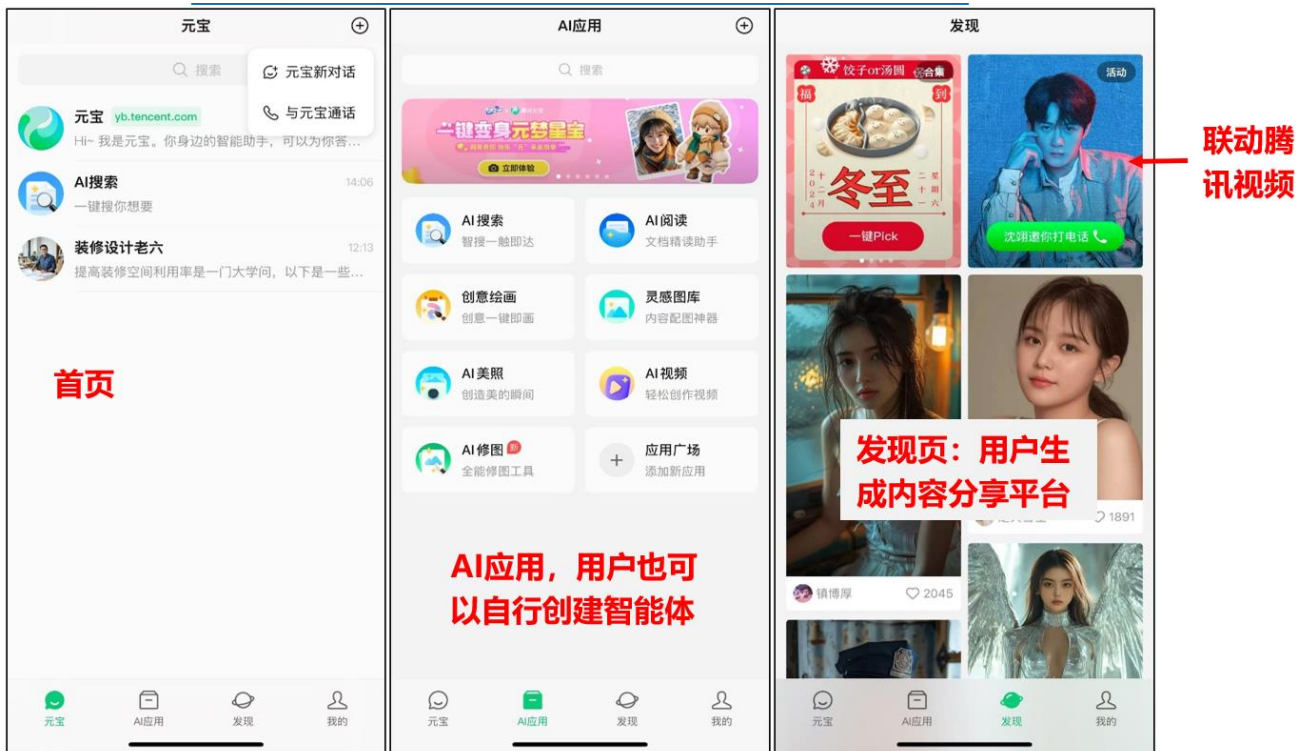 元宝
搜索
元宝新对话
与元宝通话
元宝 yb.tencent.com
Hi~ 我是元宝。你身边的智能助手，可以为你答...
AI搜索 14:06
一键搜你想要
装修设计老六 12:13
提高装修空间利用率是一门大学问，以下是一些...
首页
元宝 AI应用 发现 我的
AI应用
搜索
一键变身元梦星宝
立即体验
AI搜索
智搜一触即达
AI阅读
文档精读助手
创意绘画
创意一键即画
灵感图库
内容配图神器
AI美照
创造美的瞬间
AI视频
轻松创作视频
AI修图 新
全能修图工具
应用广场
添加新应用
AI应用，用户也可
以自行创建智能体
元宝 AI应用 发现 我的
发现
饺子or汤圆 合集
福 到
2024
十二月
冬至
二十一
星期六
一键Pick
活动
沈翊邀你打电话
联动腾
讯视频
发现页：用户生
成内容分享平台
1891
镇博厚 2045
元宝 AI应用 发现 我的